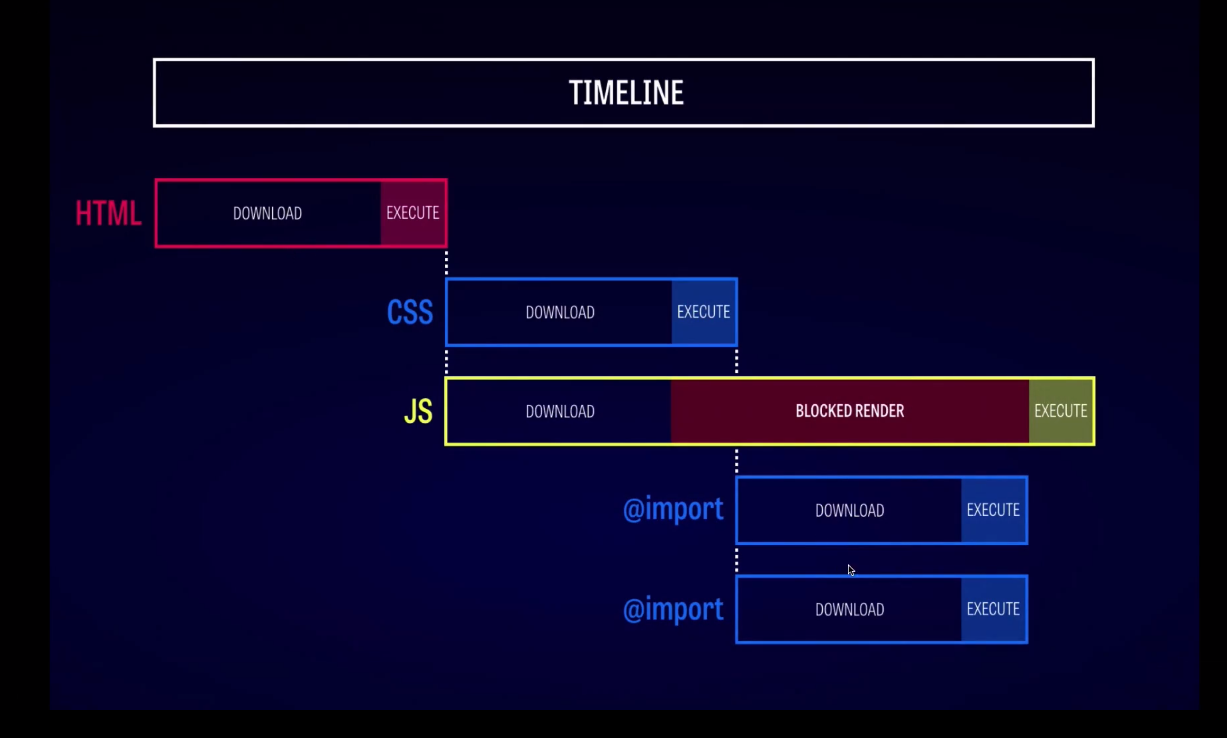 TIMELINE
HTML DOWNLOAD EXECUTE
CSS DOWNLOAD EXECUTE
JS DOWNLOAD BLOCKED RENDER EXECUTE
@import DOWNLOAD EXECUTE
@import DOWNLOAD EXECUTE